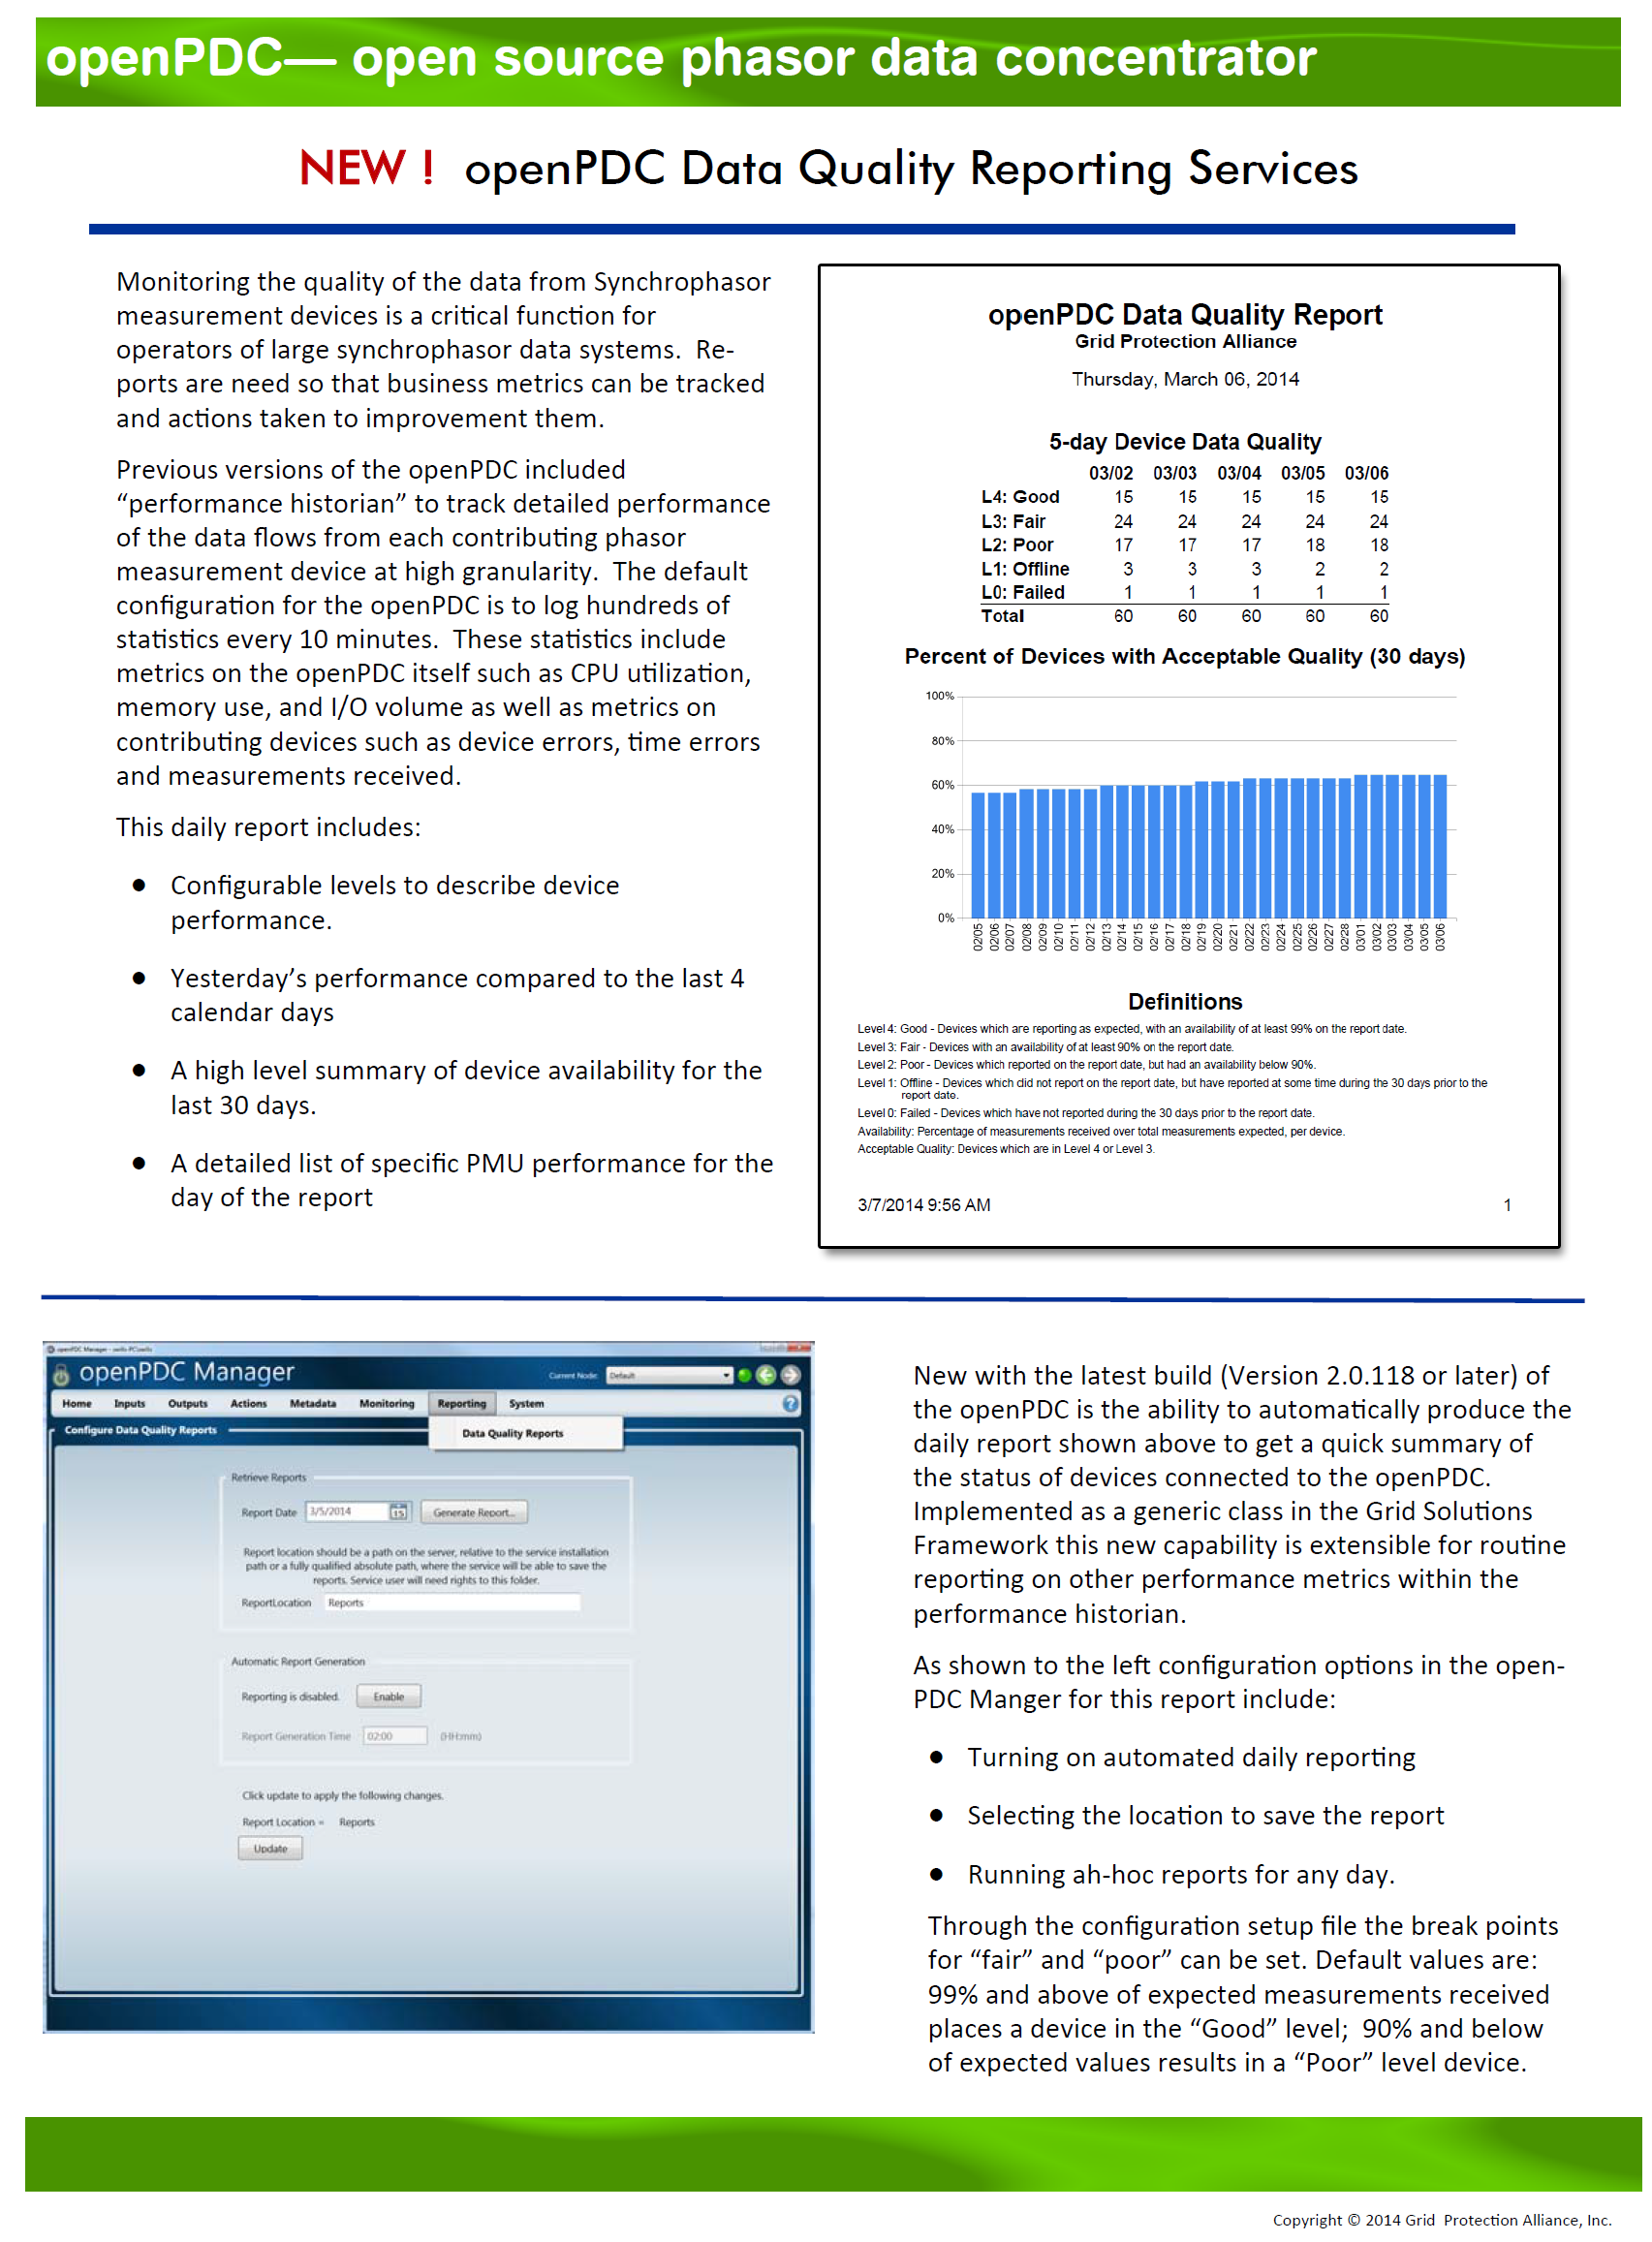 openPDC— open source phasor data concentrator
NEW ! openPDC Data Quality Reporting Services
Monitoring the quality of the data from Synchrophasor
measurement devices is a critical function for
operators of large synchrophasor data systems. Re-
ports are need so that business metrics can be tracked
and actions taken to improvement them.
Previous versions of the openPDC included
“performance historian” to track detailed performance
of the data flows from each contributing phasor
measurement device at high granularity. The default
configuration for the openPDC is to log hundreds of
statistics every 10 minutes. These statistics include
metrics on the openPDC itself such as CPU utilization,
memory use, and I/O volume as well as metrics on
contributing devices such as device errors, time errors
and measurements received.
This daily report includes:
● Configurable levels to describe device
performance.
● Yesterday’s performance compared to the last 4
calendar days
● A high level summary of device availability for the
last 30 days.
● A detailed list of specific PMU performance for the
day of the report
openPDC Data Quality Report
Grid Protection Alliance
Thursday, March 06, 2014
5-day Device Data Quality
03/02 03/03 03/04 03/05 03/06
L4: Good 15 15 15 15 15
L3: Fair 24 24 24 24 24
L2: Poor 17 17 17 18 18
L1: Offline 3 3 3 2 2
L0: Failed 1 1 1 1 1
Total 60 60 60 60 60
Percent of Devices with Acceptable Quality (30 days)
100%
80%
60%
40%
20%
0%
02/05 02/06 02/07 02/08 02/09 02/10 02/11 02/12 02/13 02/14 02/15 02/16 02/17 02/18 02/19 02/20 02/21 02/22 02/23 02/24 02/25 02/26 02/27 02/28 03/01 03/02 03/03 03/04 03/05 03/06
Definitions
Level 4: Good - Devices which are reporting as expected, with an availability of at least 99% on the report date.
Level 3: Fair - Devices with an availability of at least 90% on the report date.
Level 2: Poor - Devices which reported on the report date, but had an availability below 90%.
Level 1: Offline - Devices which did not report on the report date, but have reported at some time during the 30 days prior to the
report date.
Level 0: Failed - Devices which have not reported during the 30 days prior to the report date.
Availability: Percentage of measurements received over total measurements expected, per device.
Acceptable Quality: Devices which are in Level 4 or Level 3.
3/7/2014 9:56 AM 1
openPDC Manager
Current Node: Default
Home Inputs Outputs Actions Metadata Monitoring Reporting System
Configure Data Quality Reports
Data Quality Reports
Retrieve Reports
Report Date 3/5/2014 15 Generate Report...
Report location should be a path on the server, relative to the service installation
path or a fully qualified absolute path, where the service will be able to save the
reports. Service user will need rights to this folder.
ReportLocation Reports
Automatic Report Generation
Reporting is disabled. Enable
Report Generation Time 02:00 (HH:mm)
Click update to apply the following changes.
Report Location = Reports
Update
New with the latest build (Version 2.0.118 or later) of
the openPDC is the ability to automatically produce the
daily report shown above to get a quick summary of
the status of devices connected to the openPDC.
Implemented as a generic class in the Grid Solutions
Framework this new capability is extensible for routine
reporting on other performance metrics within the
performance historian.
As shown to the left configuration options in the open-
PDC Manger for this report include:
● Turning on automated daily reporting
● Selecting the location to save the report
● Running ah-hoc reports for any day.
Through the configuration setup file the break points
for “fair” and “poor” can be set. Default values are:
99% and above of expected measurements received
places a device in the “Good” level; 90% and below
of expected values results in a “Poor” level device.
Copyright © 2014 Grid Protection Alliance, Inc.